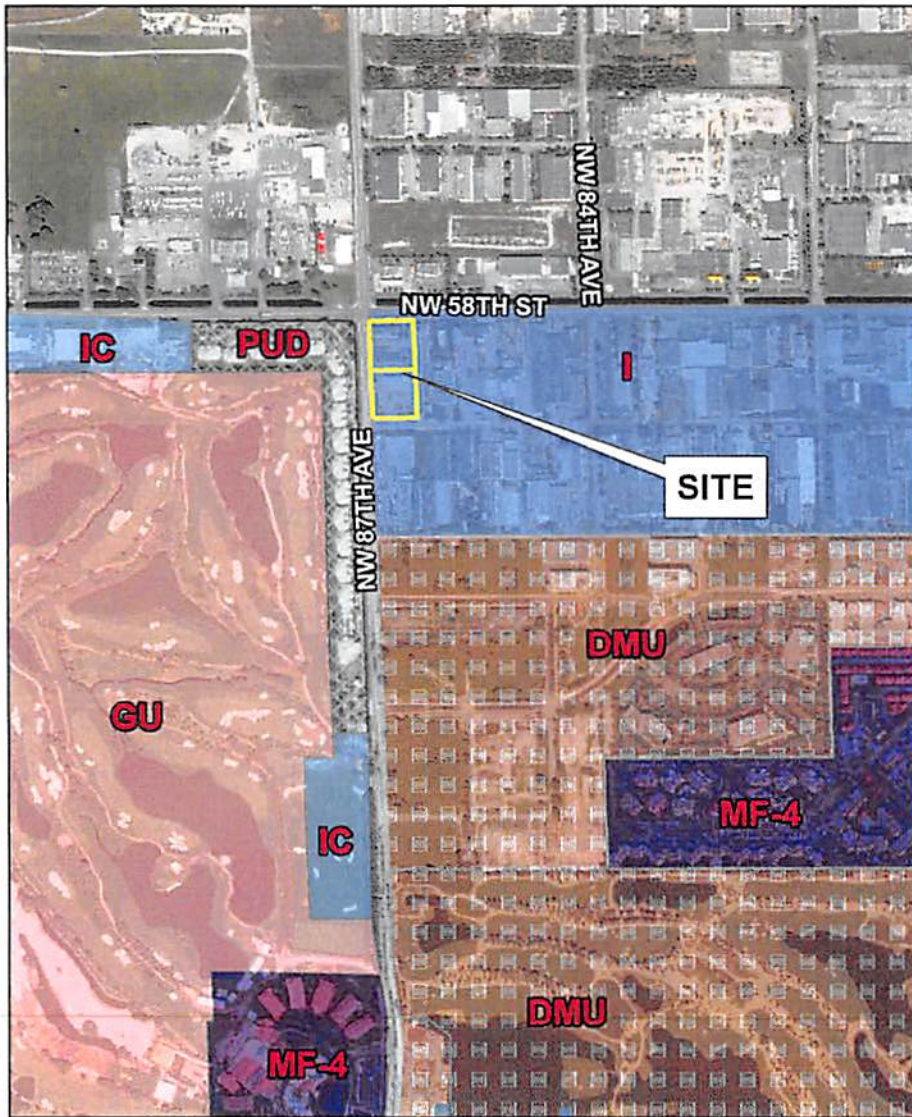 NW 84TH AVE
NW 58TH ST
IC
PUD
I
NW 87TH AVE
SITE
DMU
GU
MF-4
IC
DMU
MF-4